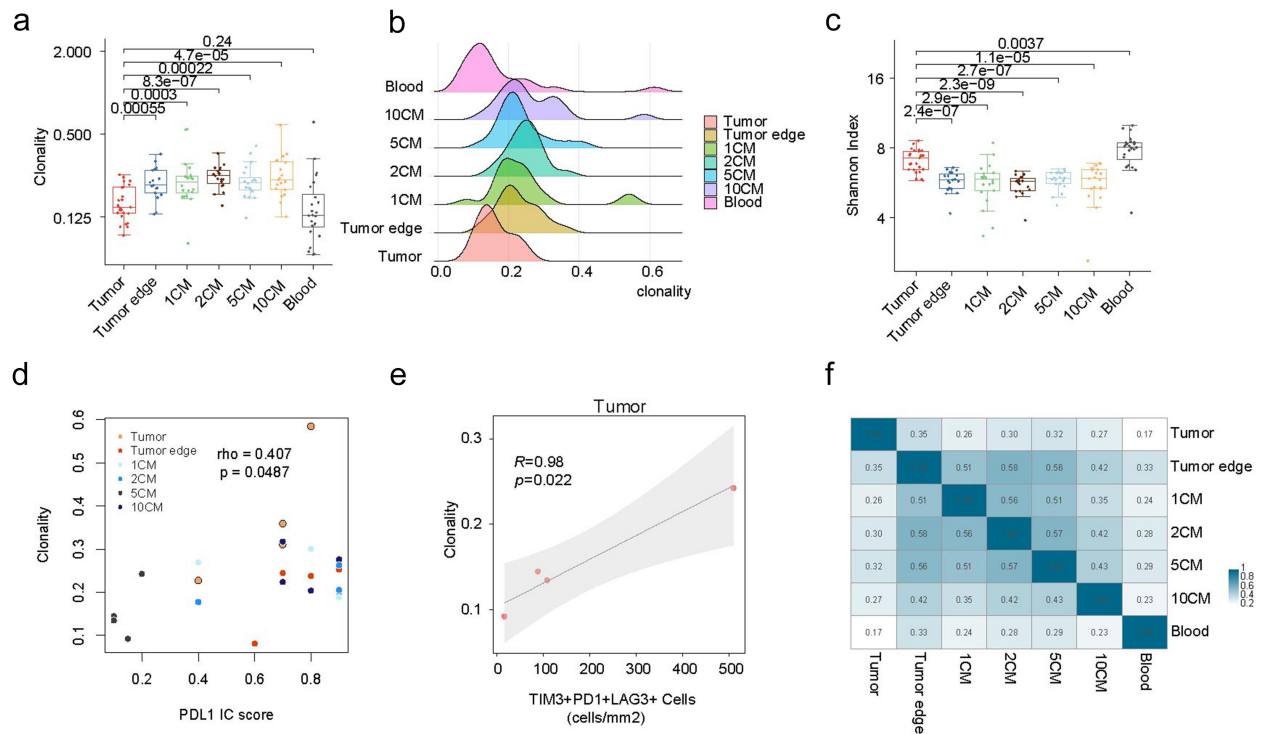 a
Clonality
2.000
0.500
0.125
0.24
4.7e−05
0.00022
8.3e−07
0.0003
0.00055
Tumor
Tumor edge
1CM
2CM
5CM
10CM
Blood
b
Blood
10CM
5CM
2CM
1CM
Tumor edge
Tumor
0.0 0.2 0.4 0.6
clonality
Tumor
Tumor edge
1CM
2CM
5CM
10CM
Blood
c
Shannon Index
16
8
4
0.0037
1.1e−05
2.7e−07
2.3e−09
2.9e−05
2.4e−07
Tumor
Tumor edge
1CM
2CM
5CM
10CM
Blood
d
Clonality
0.6
0.5
0.4
0.3
0.2
0.1
Tumor
Tumor edge
1CM
2CM
5CM
10CM
rho = 0.407
p = 0.0487
0.2 0.4 0.6 0.8
PDL1 IC score
e
Tumor
Clonality
0.3
0.2
0.1
R=0.98
p=0.022
0 100 200 300 400 500
TIM3+PD1+LAG3+ Cells
(cells/mm2)
f
0.35 0.26 0.30 0.32 0.27 0.17 Tumor
0.35 0.51 0.58 0.56 0.42 0.33 Tumor edge
0.26 0.51 0.56 0.51 0.35 0.24 1CM
0.30 0.58 0.56 0.57 0.42 0.28 2CM
0.32 0.56 0.51 0.57 0.43 0.29 5CM
0.27 0.42 0.35 0.42 0.43 0.23 10CM
0.17 0.33 0.24 0.28 0.29 0.23 Blood
Tumor
Tumor edge
1CM
2CM
5CM
10CM
Blood
1
0.8
0.6
0.4
0.2